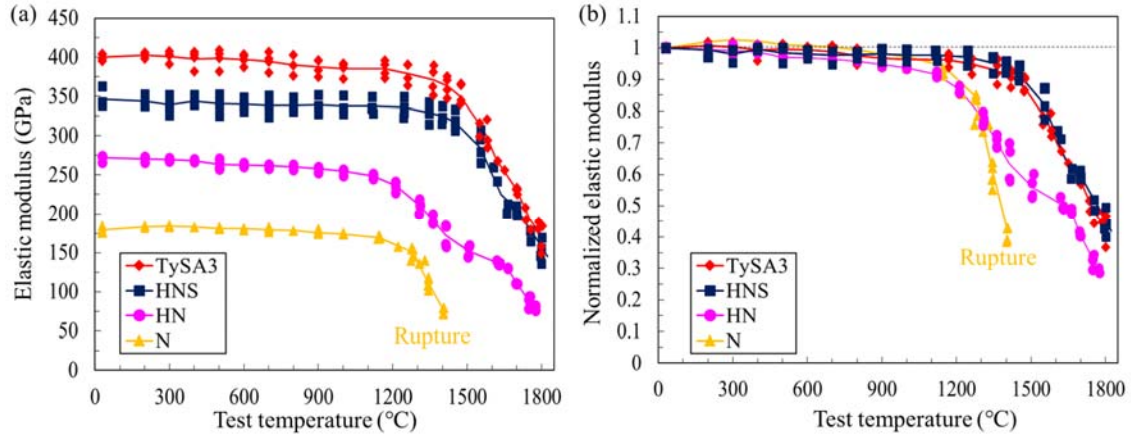 (a)
450
400
350
300
250
200
150
100
50
0
Elastic modulus (GPa)
TySA3
HNS
HN
N
Rupture
0 300 600 900 1200 1500 1800
Test temperature (℃)
(b)
1.1
1
0.9
0.8
0.7
0.6
0.5
0.4
0.3
0.2
0.1
0
Normalized elastic modulus
TySA3
HNS
HN
N
Rupture
0 300 600 900 1200 1500 1800
Test temperature (℃)